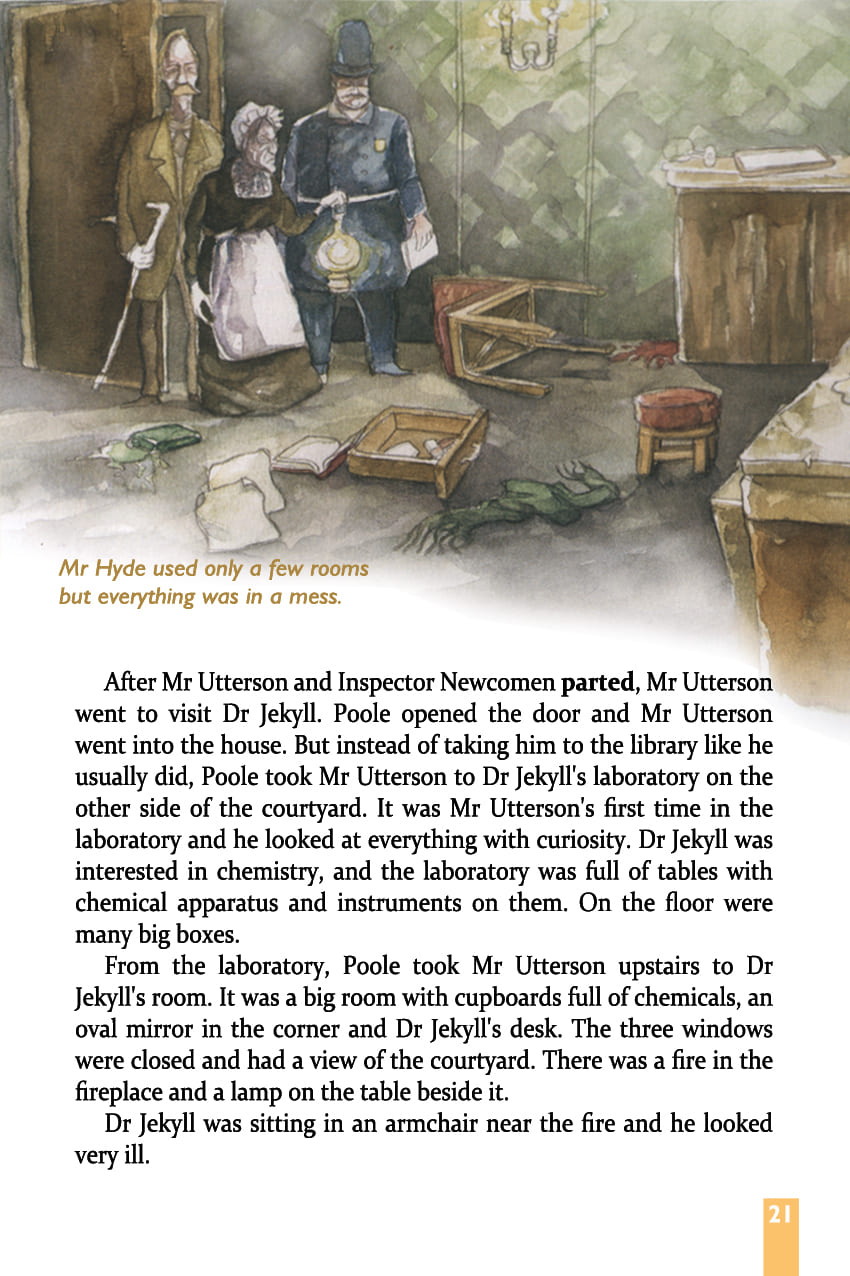 Mr Hyde used only a few rooms
but everything was in a mess.
After Mr Utterson and Inspector Newcomen parted, Mr Utterson
went to visit Dr Jekyll. Poole opened the door and Mr Utterson
went into the house. But instead of taking him to the library like he
usually did, Poole took Mr Utterson to Dr Jekyll's laboratory on the
other side of the courtyard. It was Mr Utterson's first time in the
laboratory and he looked at everything with curiosity. Dr Jekyll was
interested in chemistry, and the laboratory was full of tables with
chemical apparatus and instruments on them. On the floor were
many big boxes.
From the laboratory, Poole took Mr Utterson upstairs to Dr
Jekyll's room. It was a big room with cupboards full of chemicals, an
oval mirror in the corner and Dr Jekyll's desk. The three windows
were closed and had a view of the courtyard. There was a fire in the
fireplace and a lamp on the table beside it.
Dr Jekyll was sitting in an armchair near the fire and he looked
very ill.
21